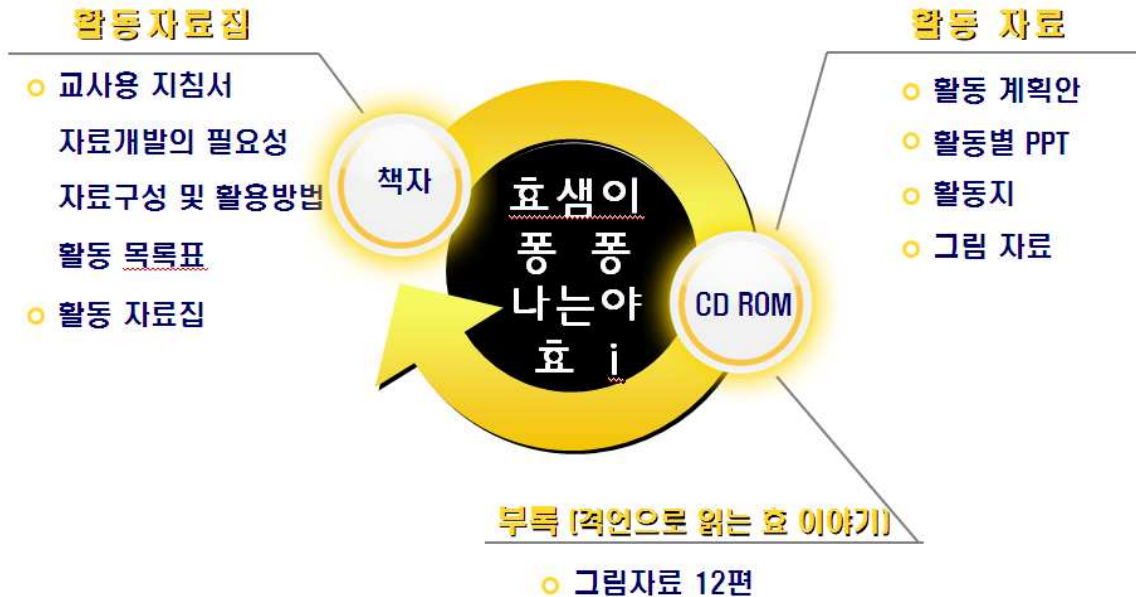 활동자료집
교사용 지침서
자료개발의 필요성
자료구성 및 활용방법
활동 목록표
활동 자료집
책자
효샘이
퐁 퐁
나는야
효 i
CD ROM
활동 자료
활동 계획안
활동별 PPT
활동지
그림 자료
부록 [격언으로 읽는 효 이야기]
그림자료 12편